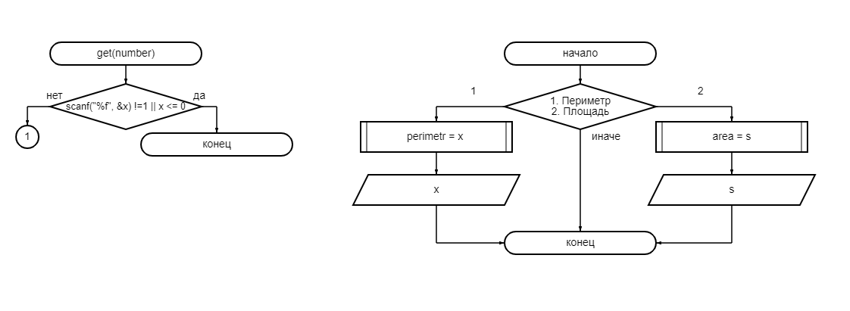 get(number)
нет
да
scanf("%f", &x) !=1 || x <= 0
1
конец
начало
1
2
1. Периметр
2. Площадь
perimetr = x
иначе
area = s
x
s
конец